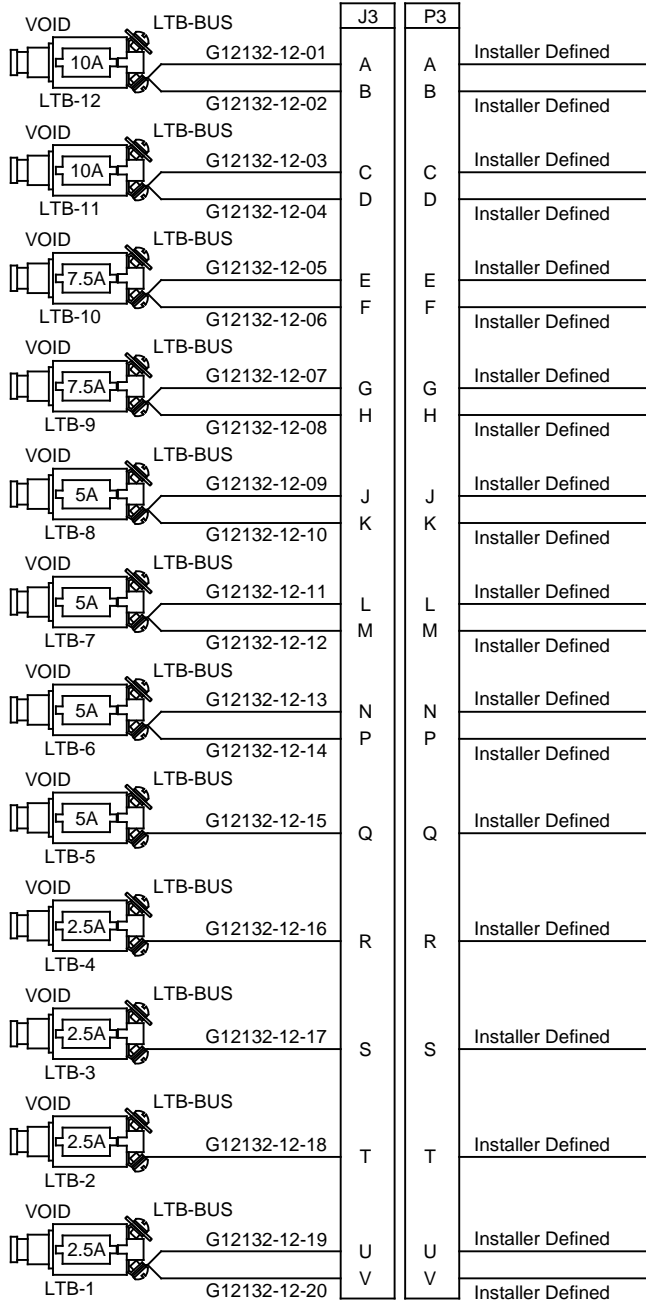 J3 P3
VOID LTB-BUS
10A G12132-12-01 A A Installer Defined
LTB-12 G12132-12-02 B B Installer Defined
VOID LTB-BUS
10A G12132-12-03 C C Installer Defined
LTB-11 G12132-12-04 D D Installer Defined
VOID LTB-BUS
7.5A G12132-12-05 E E Installer Defined
LTB-10 G12132-12-06 F F Installer Defined
VOID LTB-BUS
7.5A G12132-12-07 G G Installer Defined
LTB-9 G12132-12-08 H H Installer Defined
VOID LTB-BUS
5A G12132-12-09 J J Installer Defined
LTB-8 G12132-12-10 K K Installer Defined
VOID LTB-BUS
5A G12132-12-11 L L Installer Defined
LTB-7 G12132-12-12 M M Installer Defined
VOID LTB-BUS
5A G12132-12-13 N N Installer Defined
LTB-6 G12132-12-14 P P Installer Defined
VOID LTB-BUS
5A G12132-12-15 Q Q Installer Defined
LTB-5
VOID LTB-BUS
2.5A G12132-12-16 R R Installer Defined
LTB-4
VOID LTB-BUS
2.5A G12132-12-17 S S Installer Defined
LTB-3
VOID LTB-BUS
2.5A G12132-12-18 T T Installer Defined
LTB-2
VOID LTB-BUS
2.5A G12132-12-19 U U Installer Defined
LTB-1 G12132-12-20 V V Installer Defined